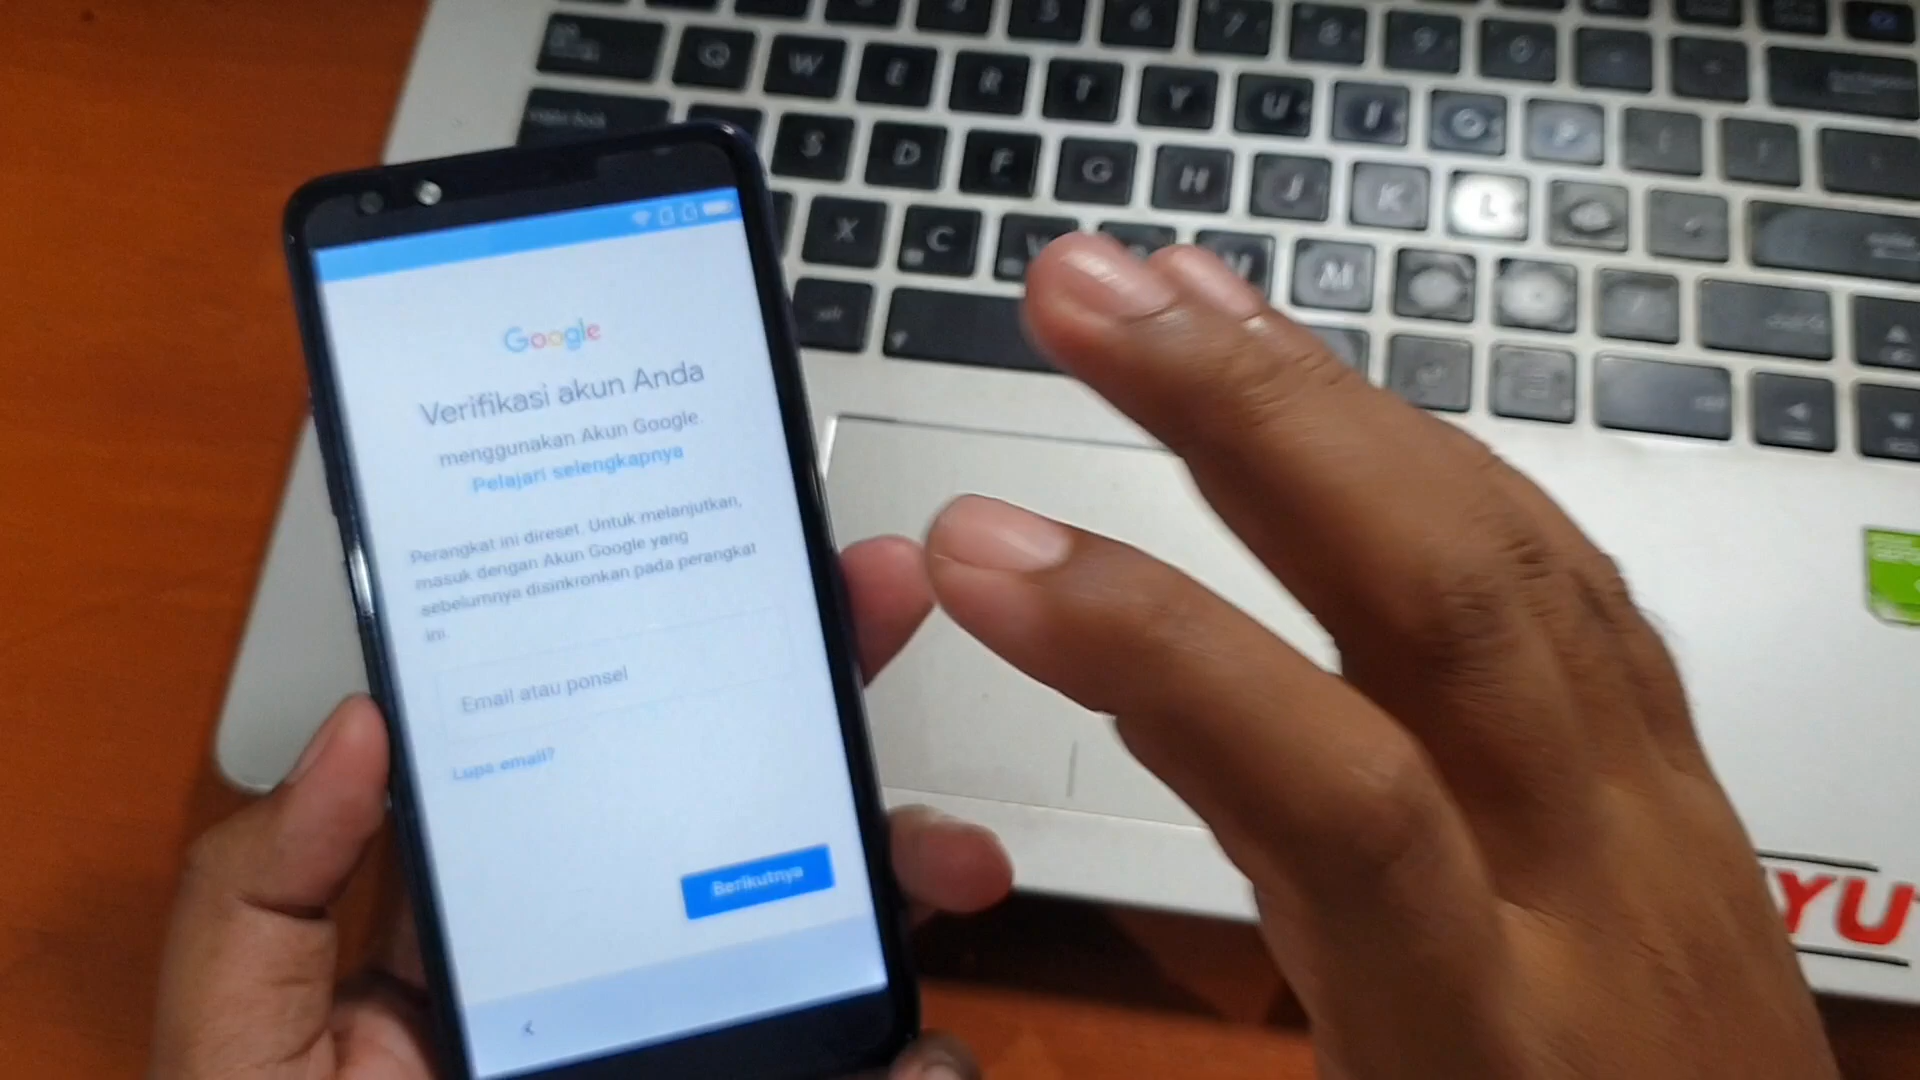 Google
Verifikasi akun Anda
menggunakan Akun Google.
Pelajari selengkapnya
Perangkat ini direset. Untuk melanjutkan,
masuk dengan Akun Google yang
sebelumnya disinkronkan pada perangkat
ini.
Email atau ponsel
Lupa email?
Berikutnya
Q W E R T Y U I O P
S D F G H J K L
X C M
YU